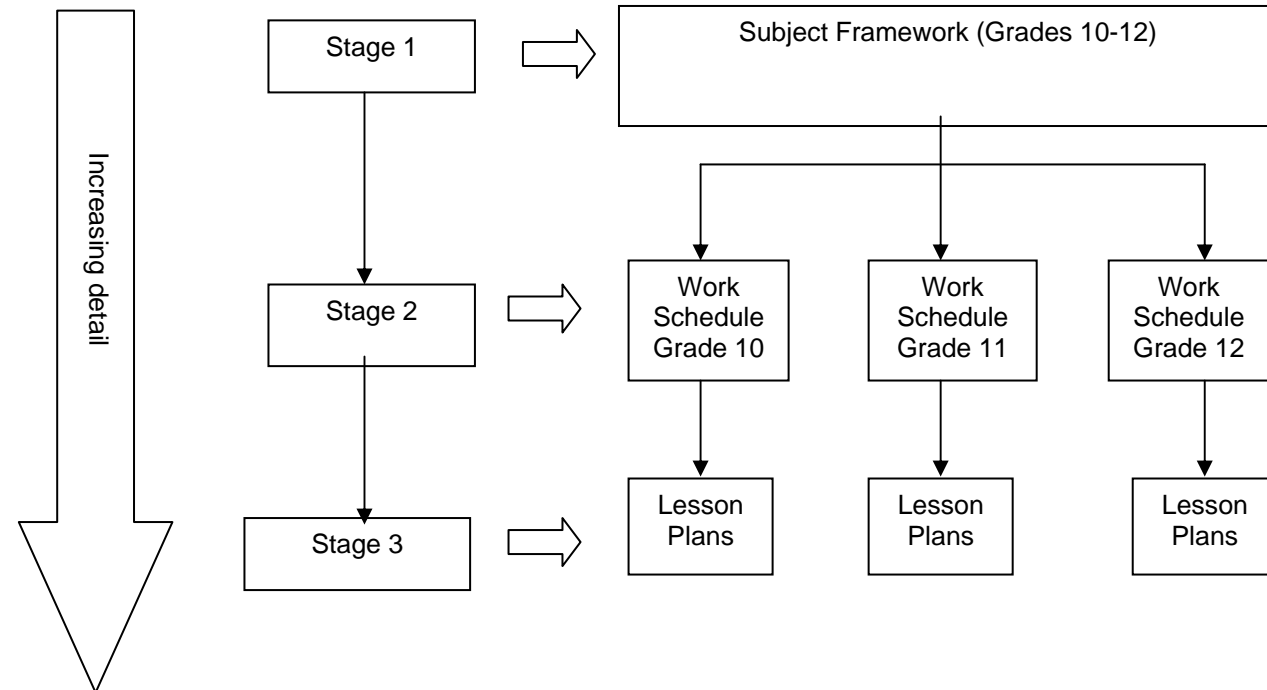 Increasing detail
Stage 1
Subject Framework (Grades 10-12)
Stage 2
Work
Schedule
Grade 10
Work
Schedule
Grade 11
Work
Schedule
Grade 12
Stage 3
Lesson
Plans
Lesson
Plans
Lesson
Plans